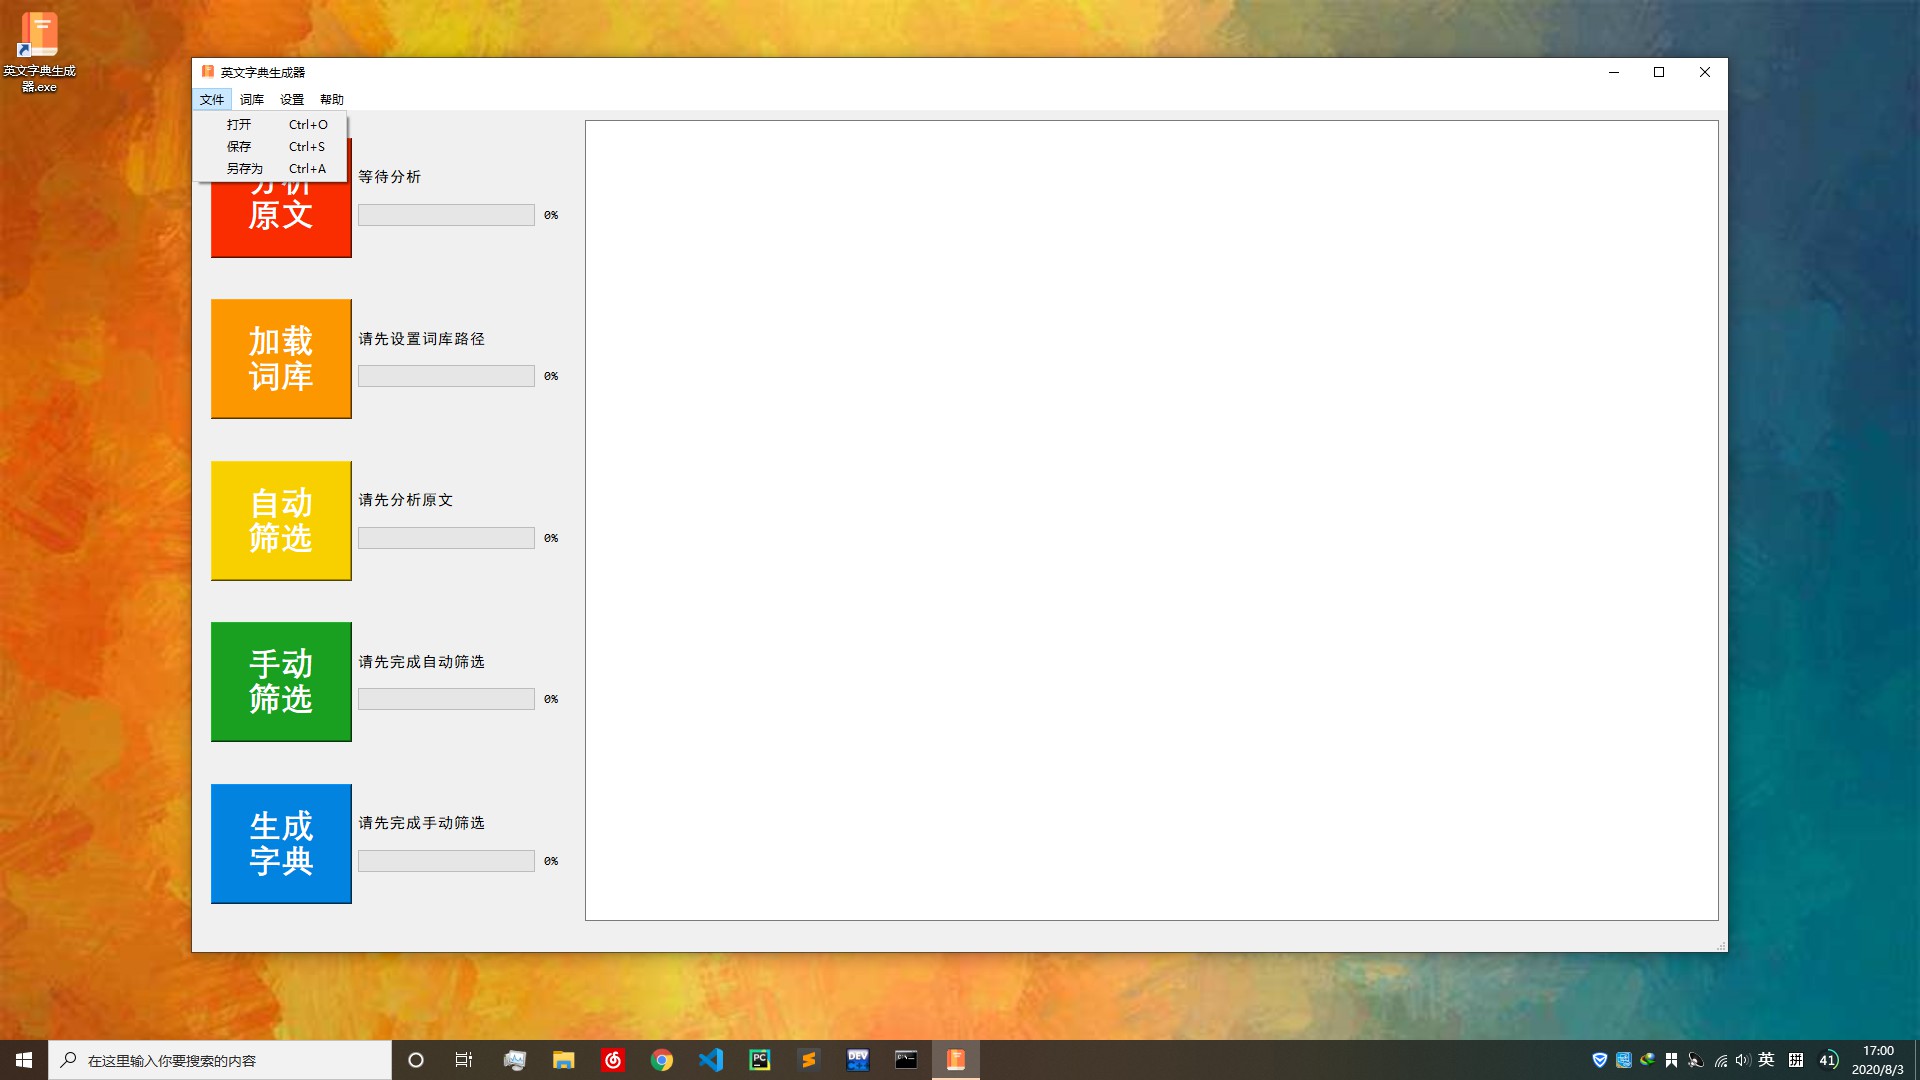 英文字典生成
器.exe
英文字典生成器
文件 词库 设置 帮助
打开 Ctrl+O
保存 Ctrl+S
另存为 Ctrl+A
分析
原文
等待分析
0%
加载
词库
请先设置词库路径
0%
自动
筛选
请先分析原文
0%
手动
筛选
请先完成自动筛选
0%
生成
字典
请先完成手动筛选
0%
在这里输入你要搜索的内容
PC
DEV
英
拼
41
17:00
2020/8/3